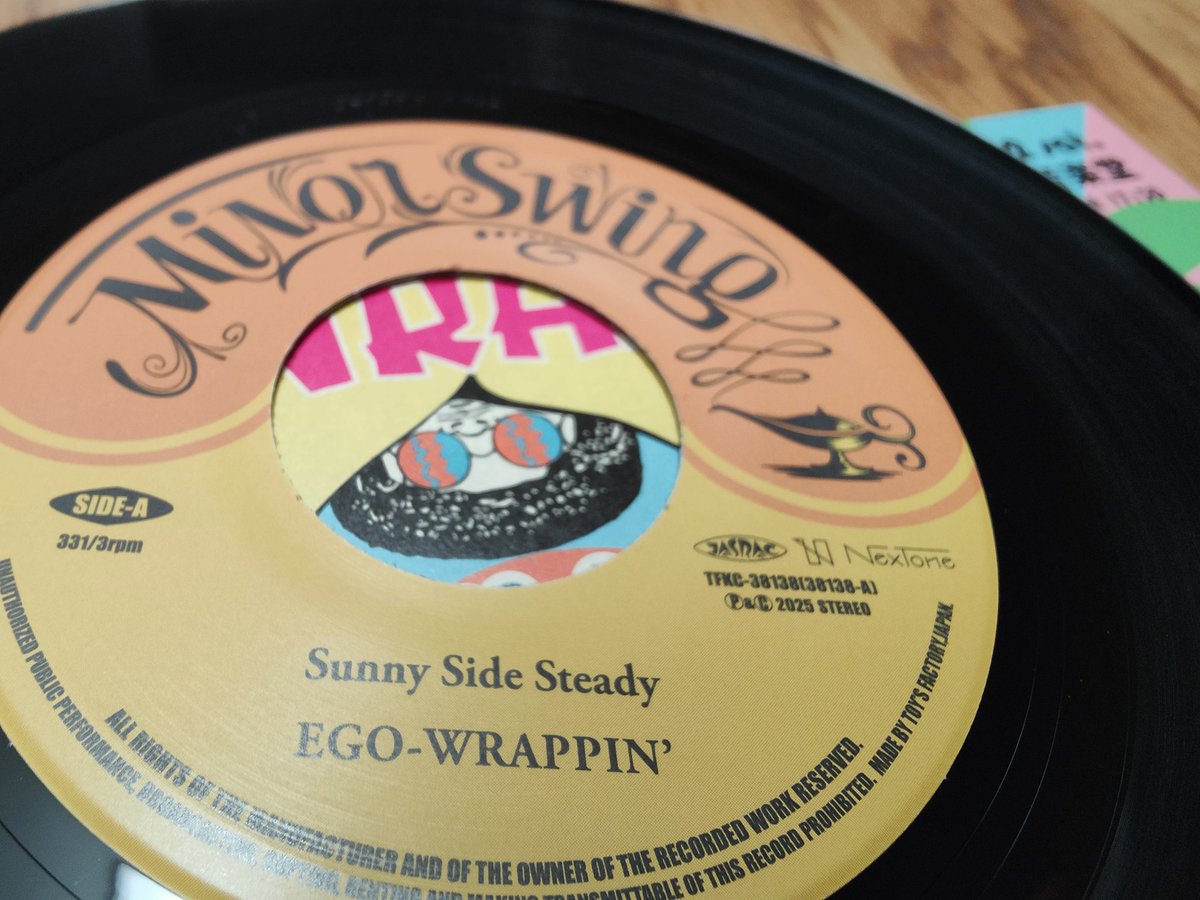 Minor Swing
WRA
SIDE-A
331/3rpm
JASRAC NexTone
TFKC-38138(38138-A)
Ⓟ&Ⓒ 2025 STEREO
Sunny Side Steady
EGO-WRAPPIN’
ALL RIGHTS OF THE MANUFACTURER AND OF THE OWNER OF THE RECORDED WORK RESERVED.
UNAUTHORIZED PUBLIC PERFORMANCE, BROADCASTING, COPYING, RENTING AND MAKING TRANSMITTABLE OF THIS RECORD PROHIBITED. MADE BY TOY'S FACTORY,JAPAN.